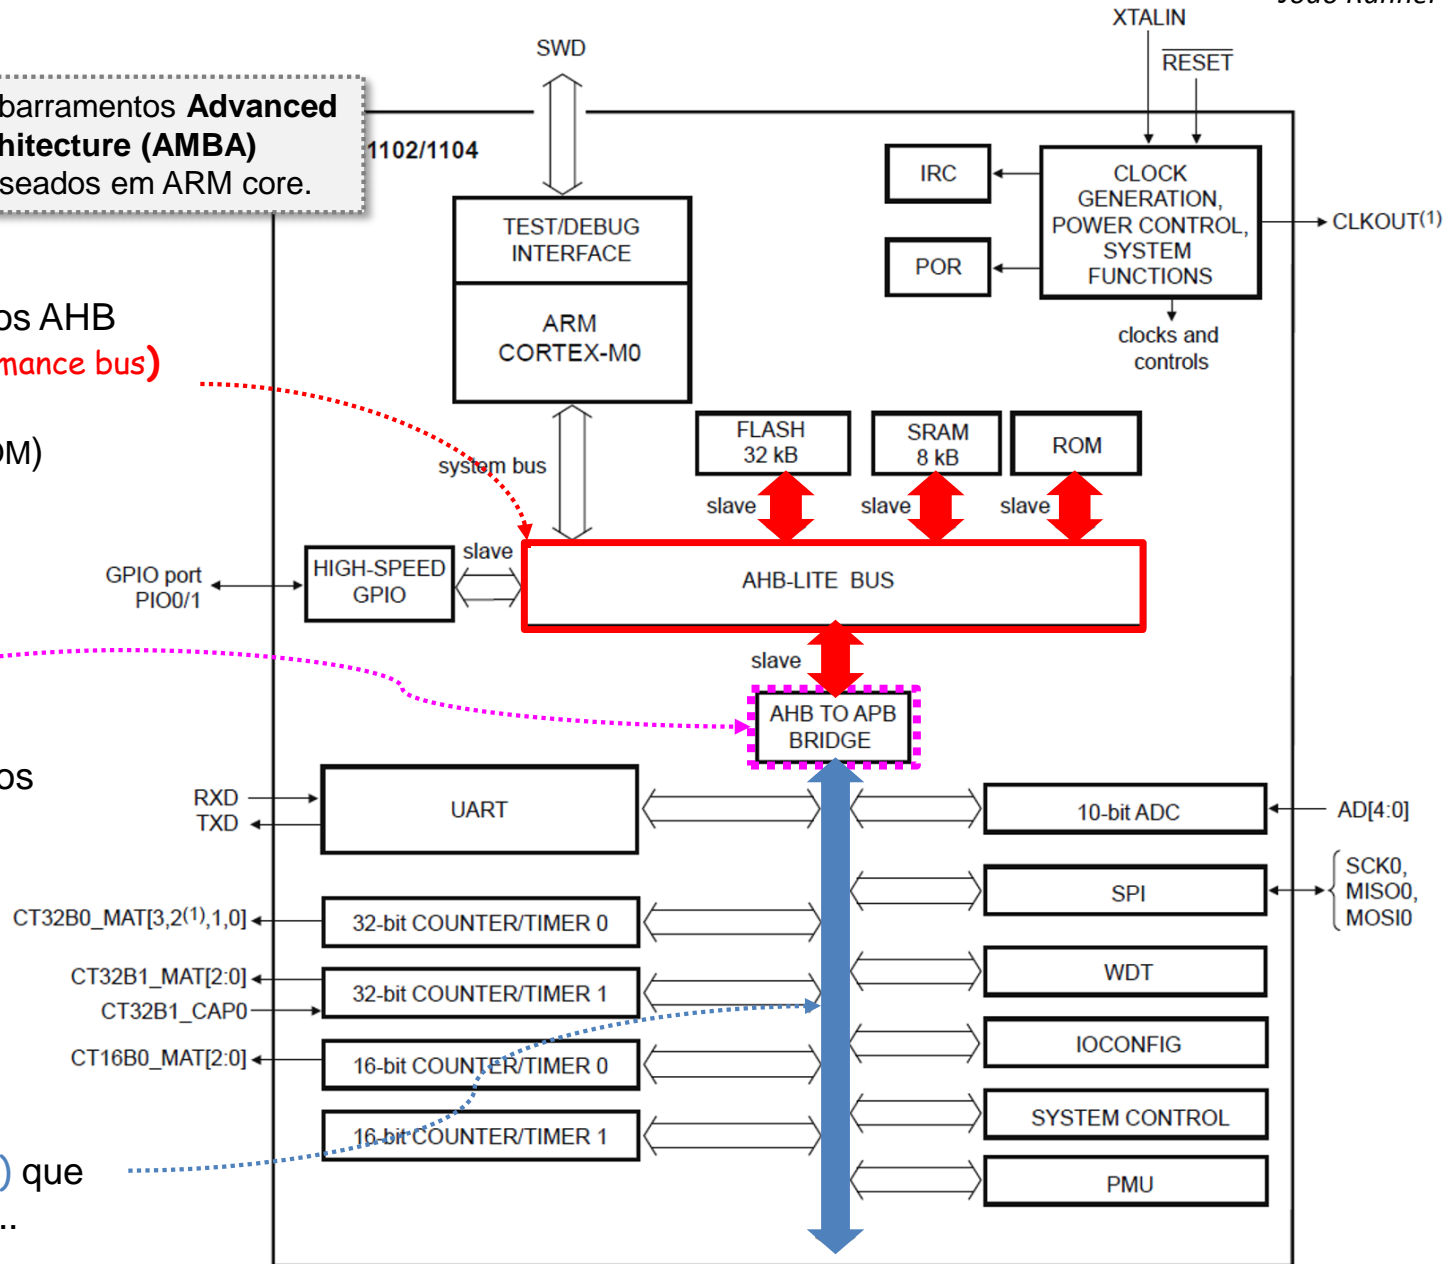 XTALIN
SWD
RESET
barramentos Advanced
hitecture (AMBA)
seados em ARM core.
1102/1104
IRC
CLOCK
GENERATION,
POWER CONTROL,
SYSTEM
FUNCTIONS
CLKOUT(1)
POR
TEST/DEBUG
INTERFACE
ARM
CORTEX-M0
clocks and
controls
os AHB
mance bus)
OM)
system bus
FLASH
32 kB
SRAM
8 kB
ROM
slave
slave
slave
slave
GPIO port
PIO0/1
HIGH-SPEED
GPIO
AHB-LITE BUS
slave
AHB TO APB
BRIDGE
os
RXD
TXD
UART
10-bit ADC
AD[4:0]
SPI
SCK0,
MISO0,
MOSI0
CT32B0_MAT[3,2(1),1,0]
32-bit COUNTER/TIMER 0
WDT
CT32B1_MAT[2:0]
CT32B1_CAP0
32-bit COUNTER/TIMER 1
IOCONFIG
CT16B0_MAT[2:0]
16-bit COUNTER/TIMER 0
SYSTEM CONTROL
16-bit COUNTER/TIMER 1
PMU
) que
..